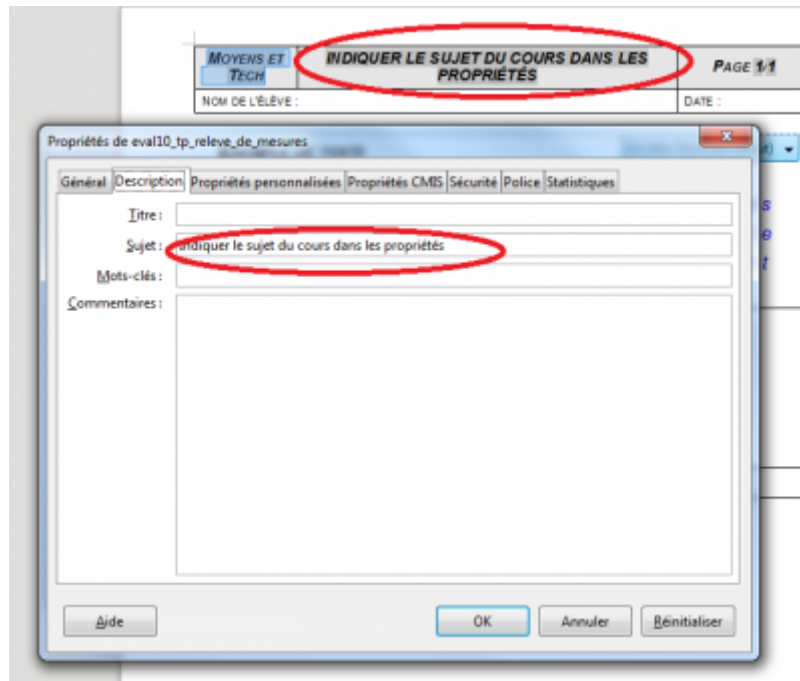 MOYENS ET TECH
INDIQUER LE SUJET DU COURS DANS LES PROPRIÉTÉS
PAGE 1/1
NOM DE L'ÉLÈVE :
DATE :
Propriétés de eval10_tp_releve_de_mesures
Général Description Propriétés personnalisées Propriétés CMIS Sécurité Police Statistiques
Titre :
Sujet : Indiquer le sujet du cours dans les propriétés
Mots-clés :
Commentaires :
Aide OK Annuler Réinitialiser